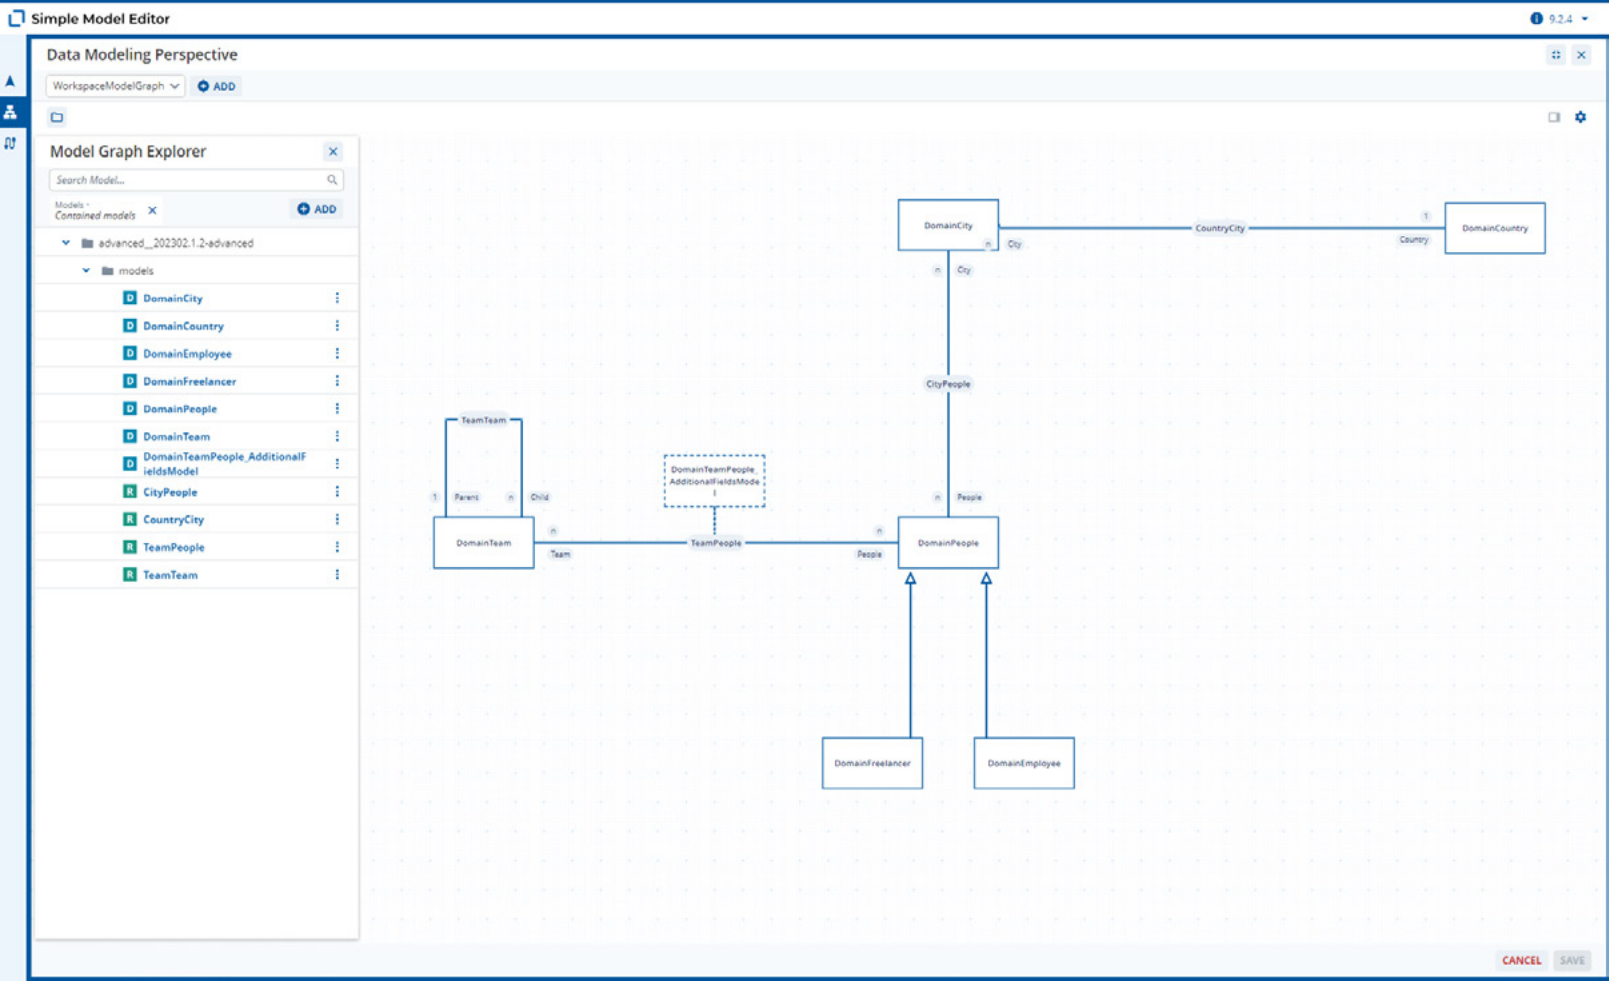 Simple Model Editor
9.2.4
Data Modeling Perspective
WorkspaceModelGraph
ADD
Model Graph Explorer
Search Model...
Models -
Contained models
ADD
advanced__202302.1.2-advanced
models
D DomainCity
D DomainCountry
D DomainEmployee
D DomainFreelancer
D DomainPeople
D DomainTeam
D DomainTeamPeople_AdditionalF
ieldsModel
R CityPeople
R CountryCity
R TeamPeople
R TeamTeam
DomainCity
n City
CountryCity
1
Country
DomainCountry
n City
CityPeople
n People
TeamTeam
1 Parent n Child
DomainTeamPeople_
AdditionalFieldsMode
l
DomainTeam
n
Team
TeamPeople
n
People
DomainPeople
DomainFreelancer
DomainEmployee
CANCEL
SAVE